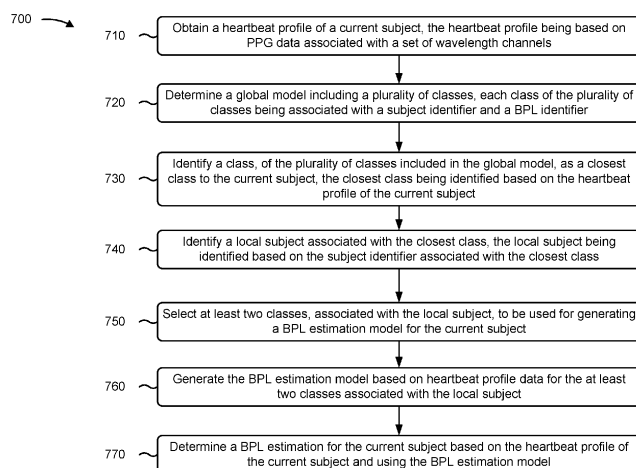 700
710
Obtain a heartbeat profile of a current subject, the heartbeat profile being based on
PPG data associated with a set of wavelength channels
720
Determine a global model including a plurality of classes, each class of the plurality of
classes being associated with a subject identifier and a BPL identifier
730
Identify a class, of the plurality of classes included in the global model, as a closest
class to the current subject, the closest class being identified based on the heartbeat
profile of the current subject
740
Identify a local subject associated with the closest class, the local subject being
identified based on the subject identifier associated with the closest class
750
Select at least two classes, associated with the local subject, to be used for generating
a BPL estimation model for the current subject
760
Generate the BPL estimation model based on heartbeat profile data for the at least
two classes associated with the local subject
770
Determine a BPL estimation for the current subject based on the heartbeat profile of
the current subject and using the BPL estimation model